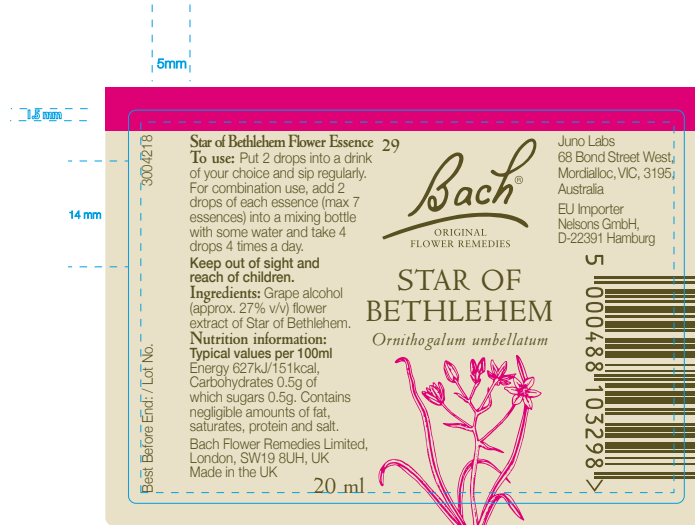 5mm
1.5 mm
14 mm
3004218
Best Before End: / Lot No.
Star of Bethlehem Flower Essence
To use: Put 2 drops into a drink
of your choice and sip regularly.
For combination use, add 2
drops of each essence (max 7
essences) into a mixing bottle
with some water and take 4
drops 4 times a day.
Keep out of sight and
reach of children.
Ingredients: Grape alcohol
(approx. 27% v/v) flower
extract of Star of Bethlehem.
Nutrition information:
Typical values per 100ml
Energy 627kJ/151kcal,
Carbohydrates 0.5g of
which sugars 0.5g. Contains
negligible amounts of fat,
saturates, protein and salt.
Bach Flower Remedies Limited,
London, SW19 8UH, UK
Made in the UK
20 ml
29
Bach®
ORIGINAL
FLOWER REMEDIES
STAR OF
BETHLEHEM
Ornithogalum umbellatum
Juno Labs
68 Bond Street West,
Mordialloc, VIC, 3195,
Australia
EU Importer
Nelsons GmbH,
D-22391 Hamburg
5 000488 103298 >